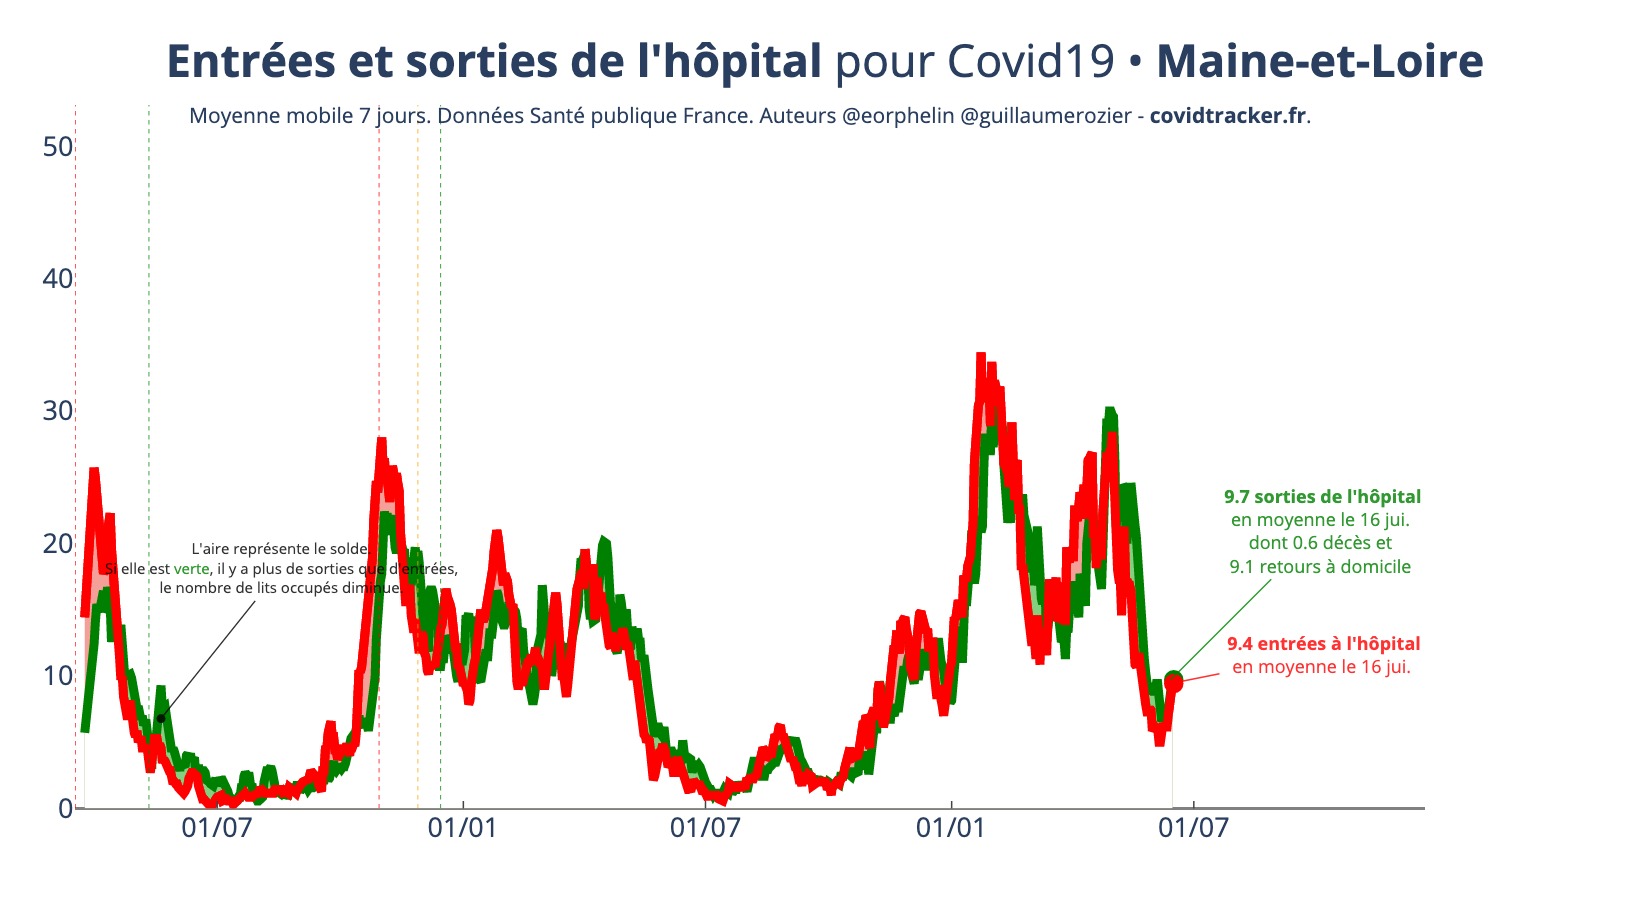 Entrées et sorties de l'hôpital pour Covid19 • Maine-et-Loire
Moyenne mobile 7 jours. Données Santé publique France. Auteurs @eorphelin @guillaumerozier - covidtracker.fr.
50
40
30
20
10
0
L'aire représente le solde.
Si elle est verte, il y a plus de sorties que d'entrées,
le nombre de lits occupés diminue.
9.7 sorties de l'hôpital
en moyenne le 16 jui.
dont 0.6 décès et
9.1 retours à domicile
9.4 entrées à l'hôpital
en moyenne le 16 jui.
01/07
01/01
01/07
01/01
01/07